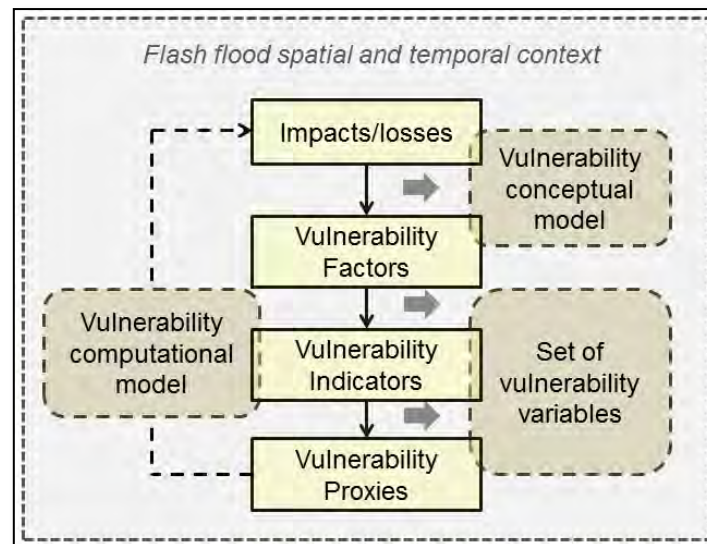 Flash flood spatial and temporal context
Impacts/losses
Vulnerability
conceptual
model
Vulnerability
Factors
Vulnerability
computational
model
Vulnerability
Indicators
Set of
vulnerability
variables
Vulnerability
Proxies